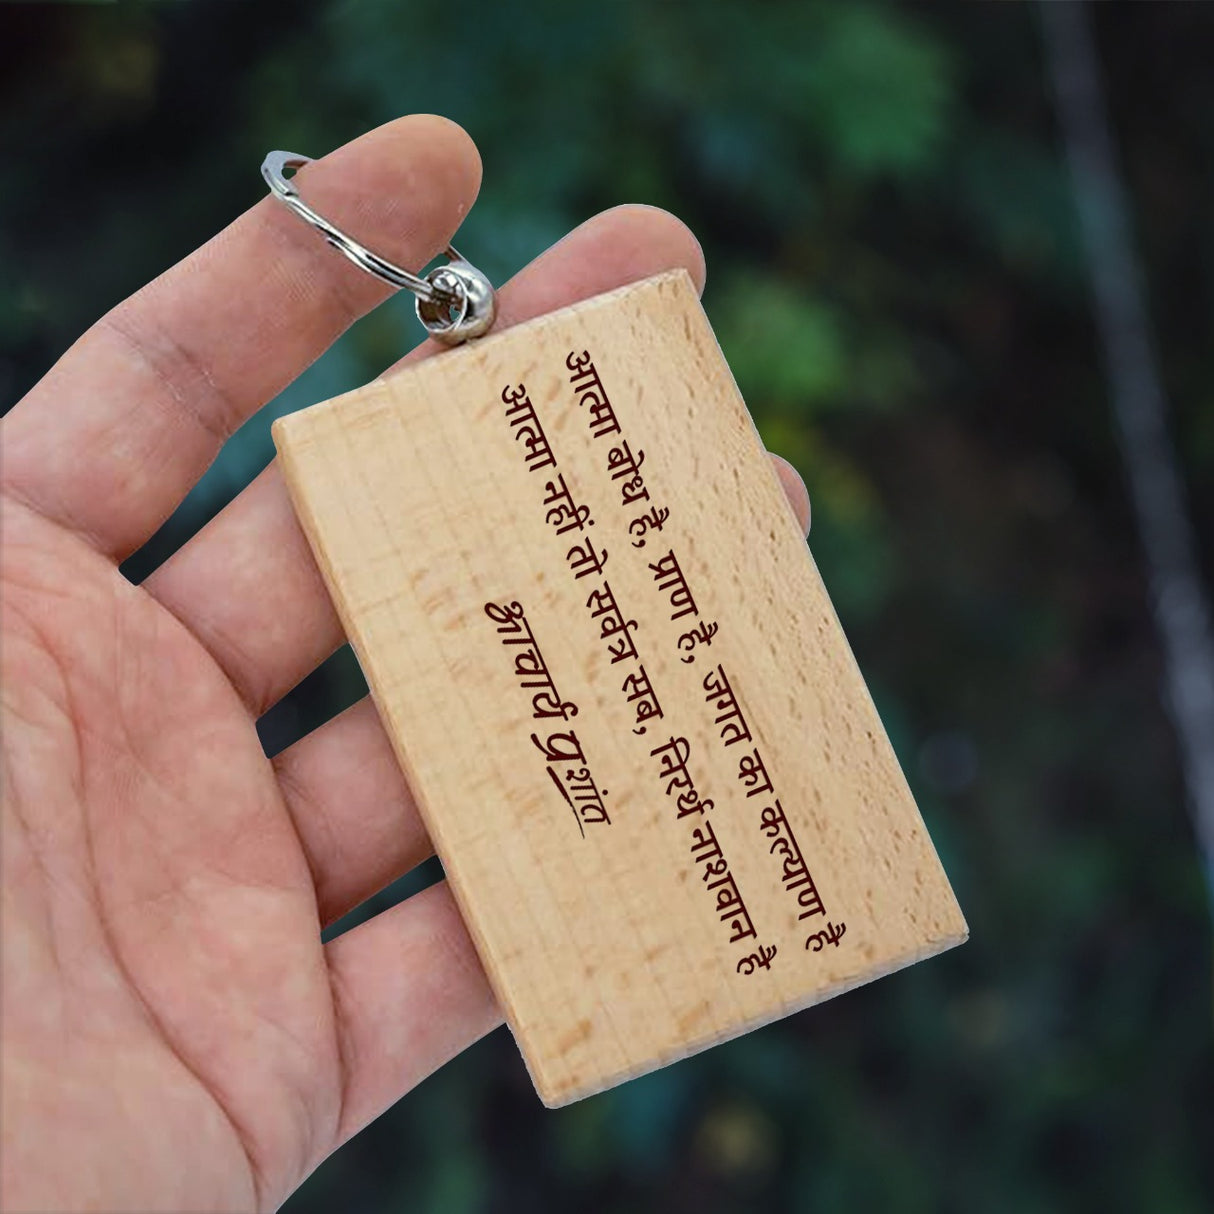 आत्मा बोध है, प्राण है, जगत का कल्याण है
आत्मा नहीं तो सर्वत्र सब, निरर्थ नाशवान है
आचार्य प्रशांत